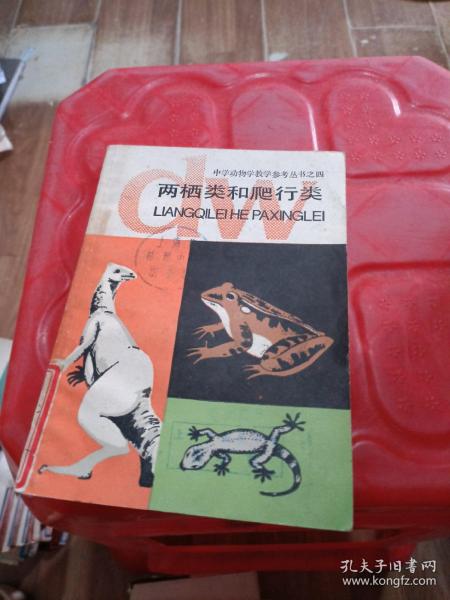 中学动物学教学参考丛书之四
dw
两栖类和爬行类
LIANGQILEI HE PAXINGLEI
孔夫子旧书网
www.kongfz.com